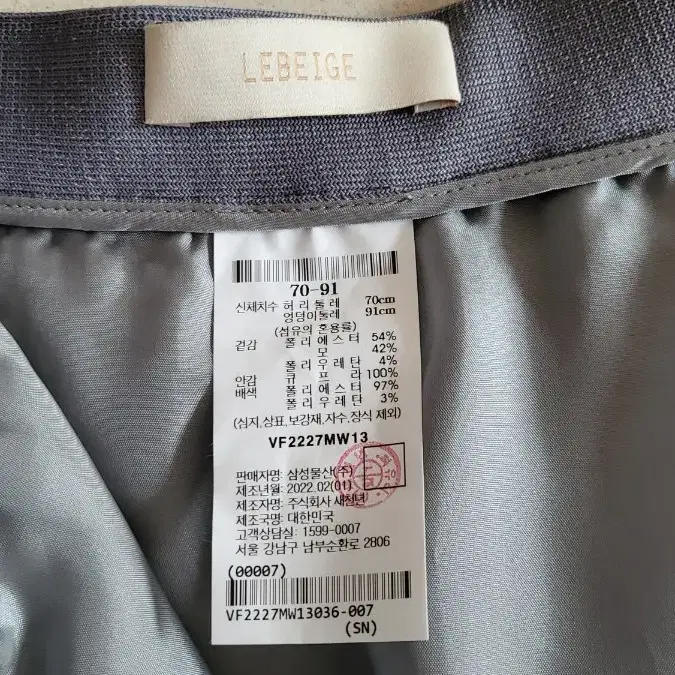 LEBEIGE
70-91
신체치수 허리둘레 70cm
엉덩이둘레 91cm
(섬유의 혼용률)
겉감 폴리에스터 54%
모 42%
폴리우레탄 4%
안감 큐프라 100%
배색 폴리에스터 97%
폴리우레탄 3%
(심지,상표,보강재,자수,장식 제외)
VF2227MW13
판매자명: 삼성물산(주)
제조년월: 2022.02(01)
제조자명: 주식회사 새청년
제조국명: 대한민국
고객상담실: 1599-0007
서울 강남구 남부순환로 2806
(00007)
VF2227MW13036-007
(SN)